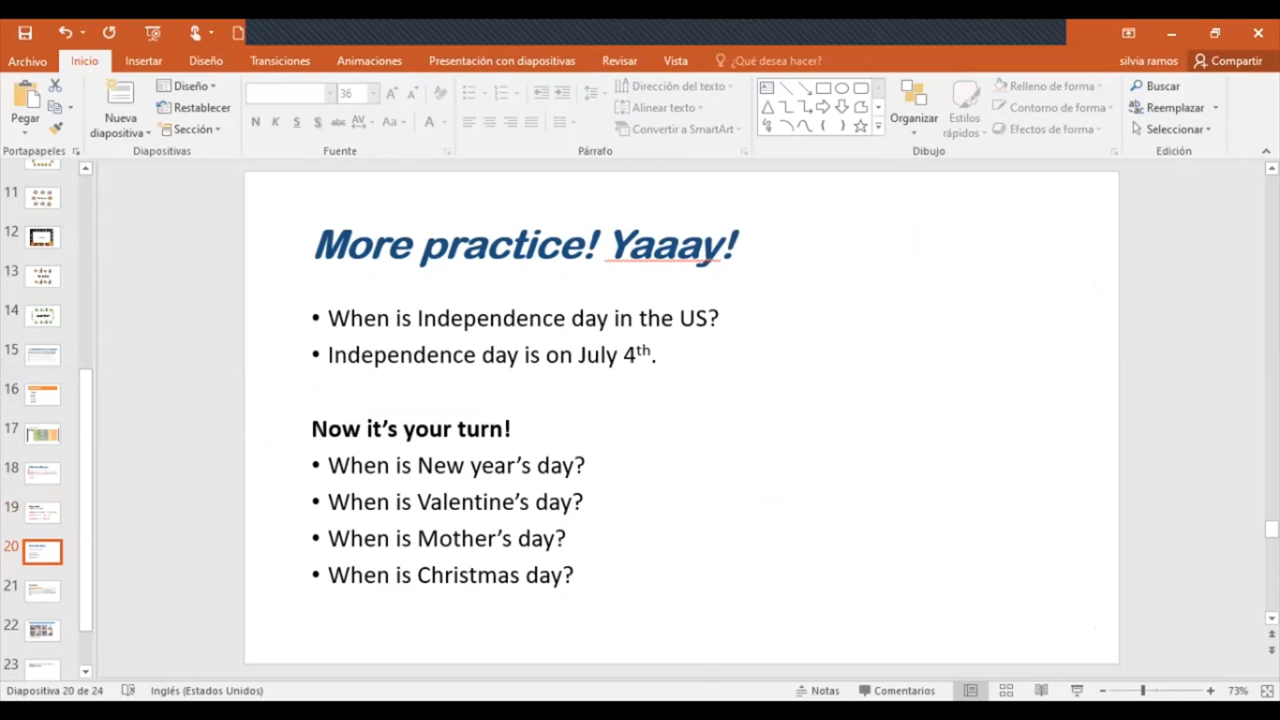 Archivo Inicio Insertar Diseño Transiciones Animaciones Presentación con diapositivas Revisar Vista ¿Qué desea hacer? silvia ramos Compartir
Pegar
Nueva diapositiva
Diseño
Restablecer
Sección
36
N K S S abc AV Aa A
Dirección del texto
Alinear texto
Convertir a SmartArt
Organizar
Estilos rápidos
Relleno de forma
Contorno de forma
Efectos de forma
Buscar
Reemplazar
Seleccionar
Portapapeles Diapositivas Fuente Párrafo Dibujo Edición
11
12
13
14
15
16
17
18
19
20
21
22
23
More practice! Yaaay!
• When is Independence day in the US?
• Independence day is on July 4th.
Now it’s your turn!
• When is New year’s day?
• When is Valentine’s day?
• When is Mother’s day?
• When is Christmas day?
Diapositiva 20 de 24 Inglés (Estados Unidos) Notas Comentarios 73%